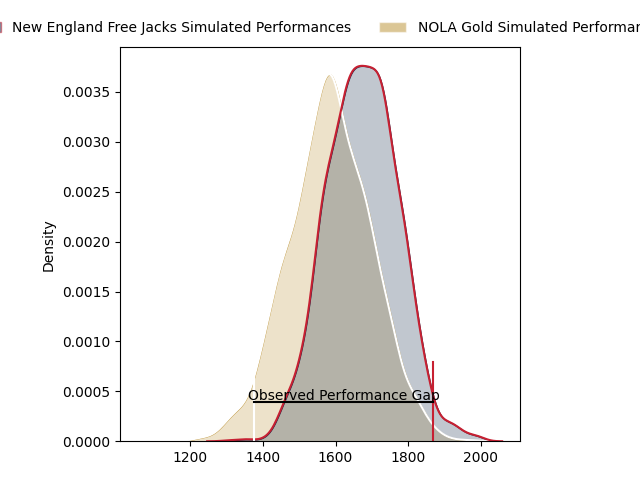 New England Free Jacks Simulated Performances
NOLA Gold Simulated
0.0035
0.0030
0.0025
0.0020
0.0015
0.0010
0.0005
0.0000
Density
Observed Performance Gap
1200 1400 1600 1800 2000